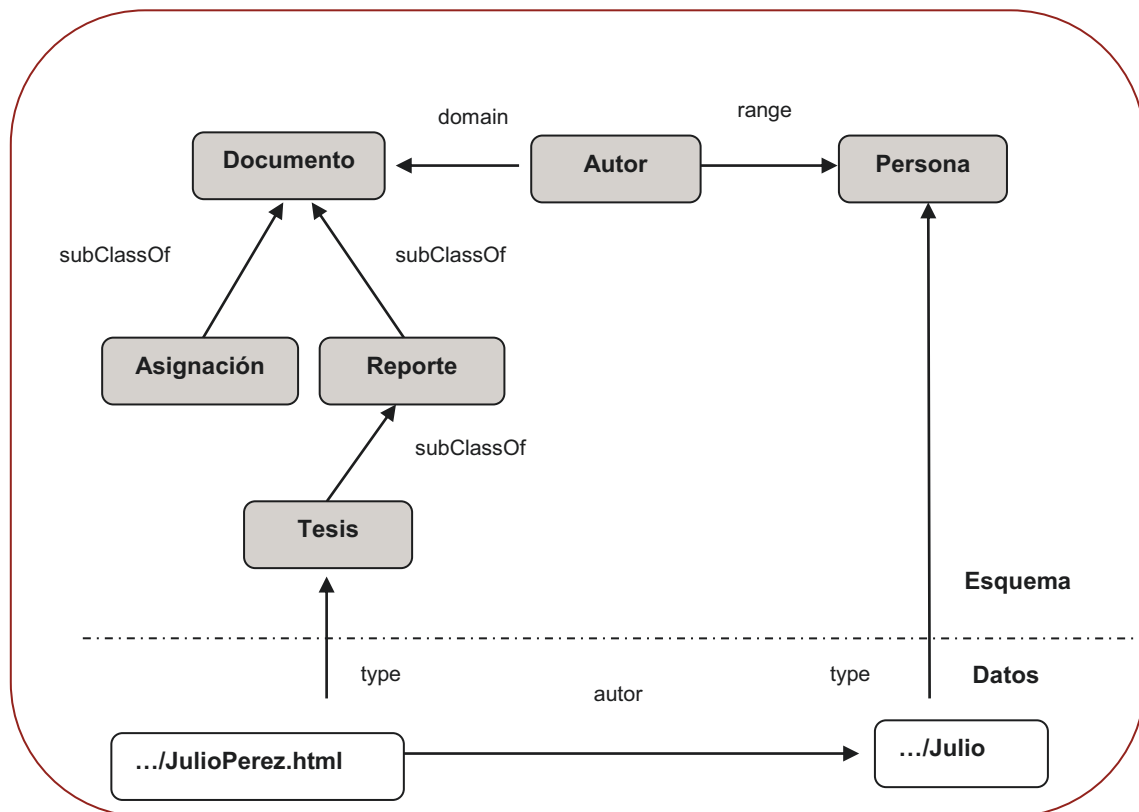 domain
range
Documento
Autor
Persona
subClassOf
subClassOf
Asignación
Reporte
subClassOf
Tesis
Esquema
type
autor
type
Datos
…/JulioPerez.html
…/Julio